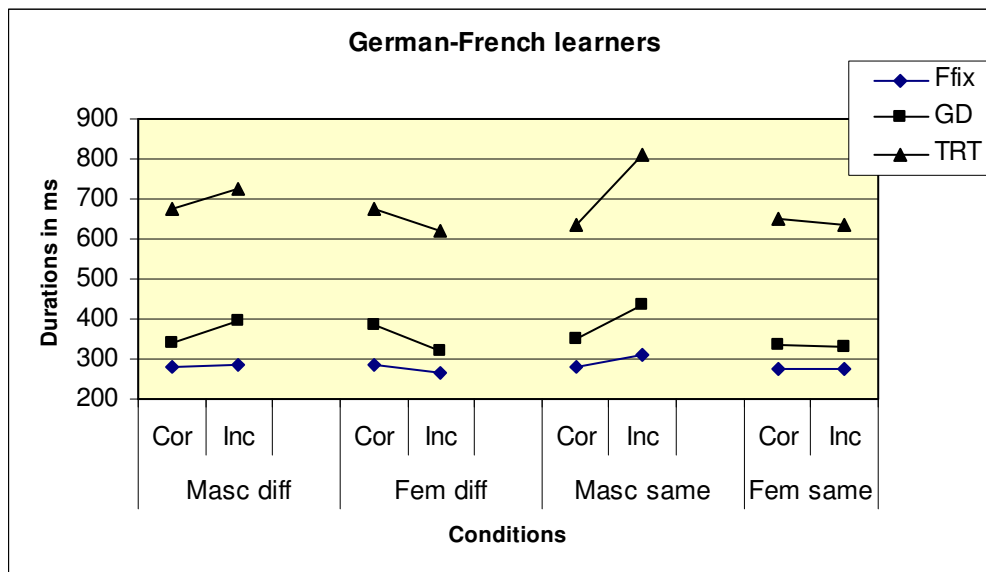 German-French learners
Ffix
GD
TRT
Durations in ms
900
800
700
600
500
400
300
200
Cor Inc Cor Inc Cor Inc Cor Inc
Masc diff Fem diff Masc same Fem same
Conditions